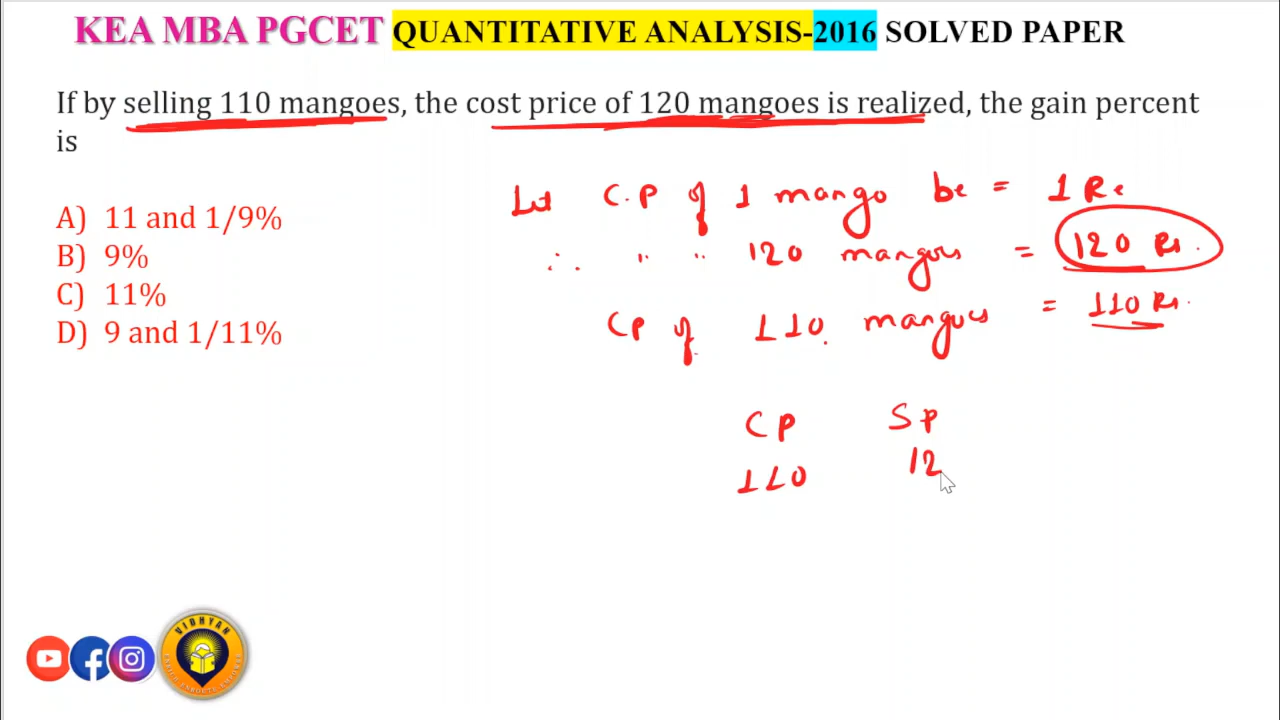 KEA MBA PGCET QUANTITATIVE ANALYSIS-2016 SOLVED PAPER
If by selling 110 mangoes, the cost price of 120 mangoes is realized, the gain percent
is
A) 11 and 1/9%
B) 9%
C) 11%
D) 9 and 1/11%
Let C.P of 1 mango be = 1 Re
∴ " " 120 mangoes = 120 Rs.
CP of 110 mangoes = 110 Rs.
CP SP
110 12
VIDHYAN